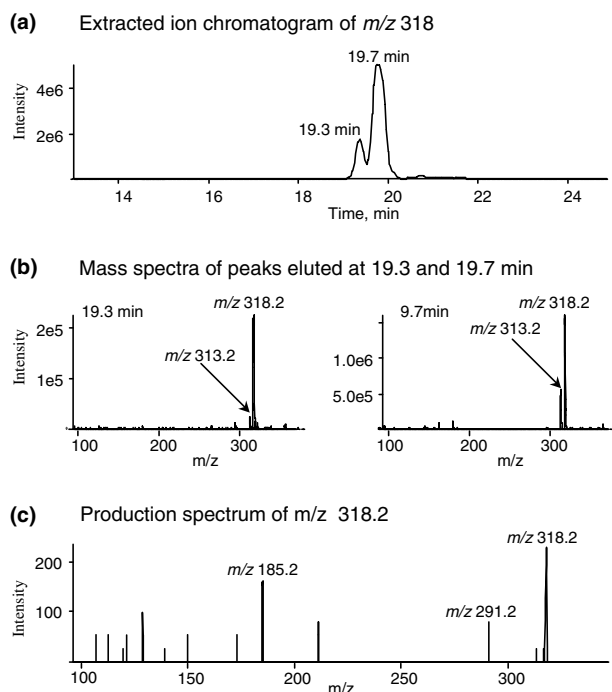 (a) Extracted ion chromatogram of m/z 318
19.7 min
19.3 min
Intensity
4e6
2e6
14 16 18 20 22 24
Time, min
(b) Mass spectra of peaks eluted at 19.3 and 19.7 min
19.3 min
m/z 318.2
m/z 313.2
Intensity
2e5
1e5
100 200 300
m/z
9.7min
m/z 318.2
m/z 313.2
1.0e6
5.0e5
100 200 300
m/z
(c) Production spectrum of m/z 318.2
m/z 318.2
m/z 185.2
m/z 291.2
Intensity
200
100
100 150 200 250 300
m/z